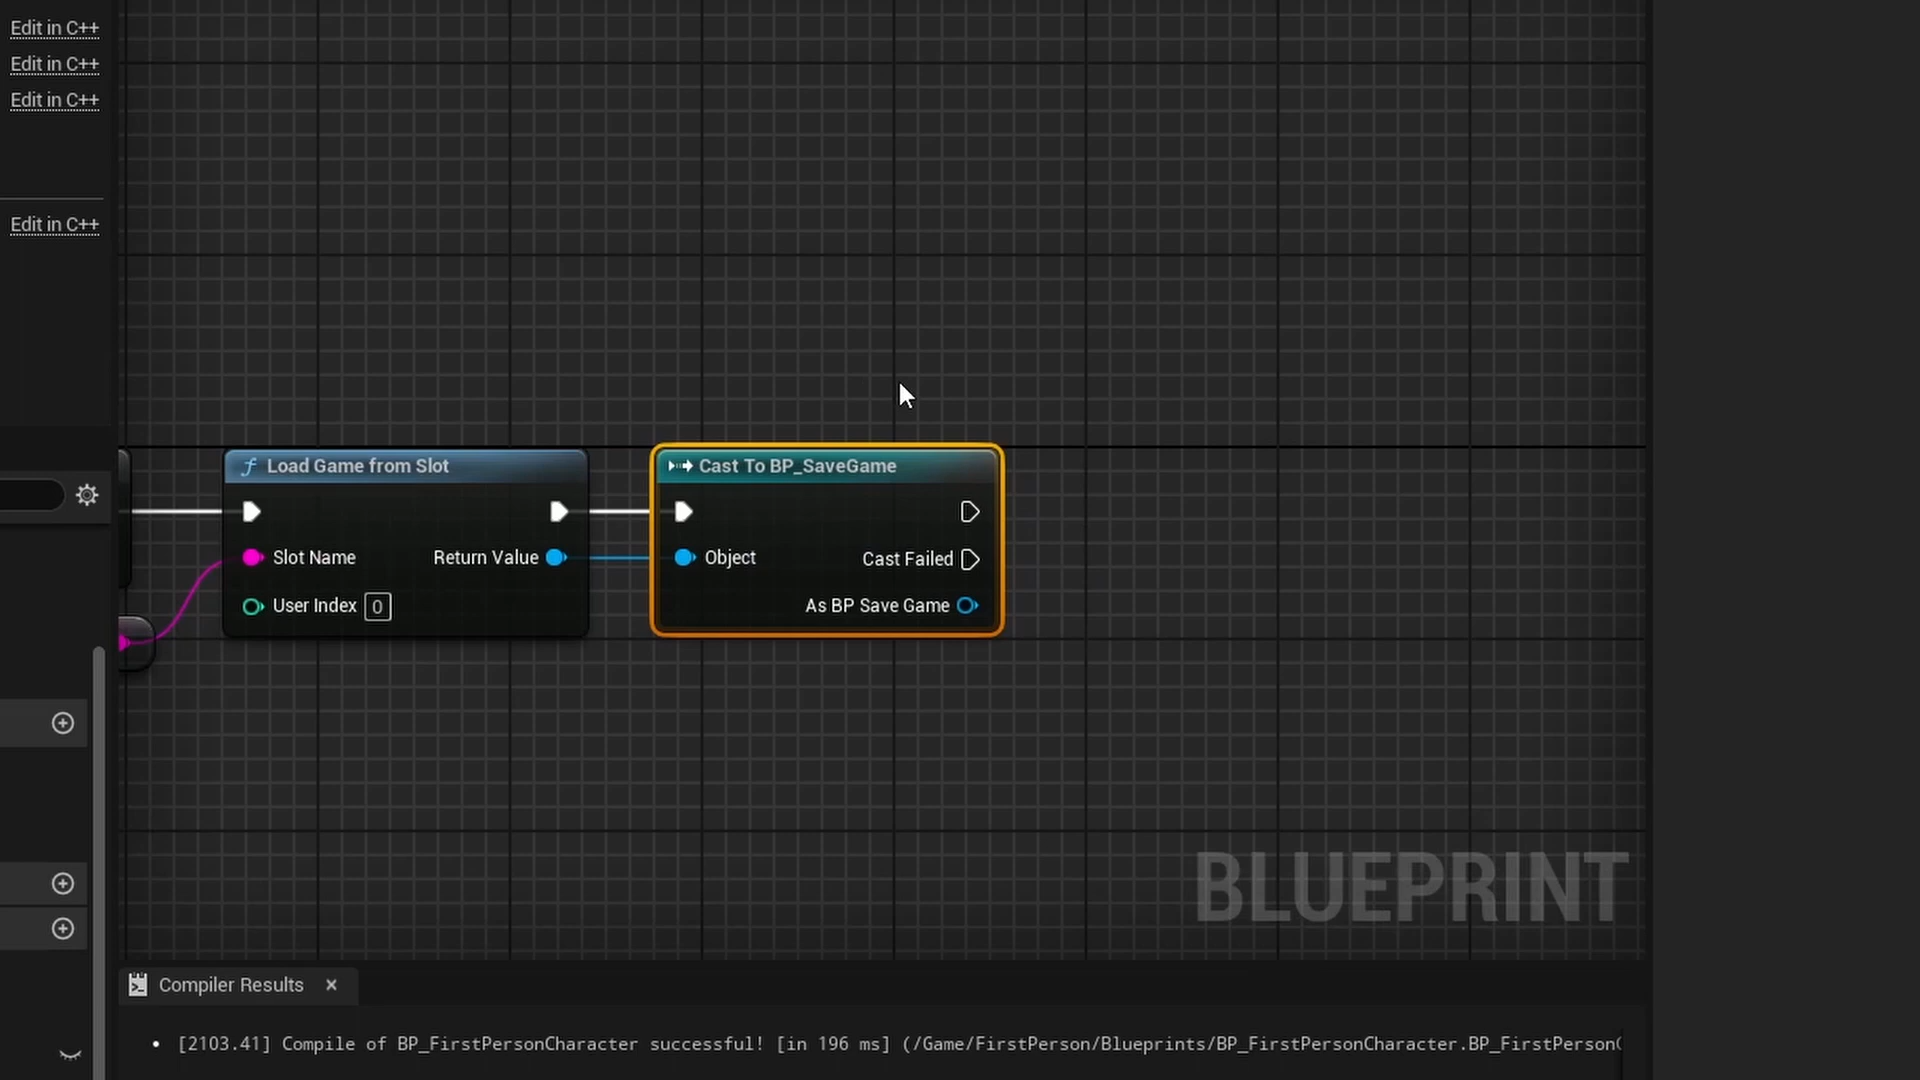 Edit in C++
Edit in C++
Edit in C++
Edit in C++
f Load Game from Slot
Slot Name
Return Value
User Index 0
Cast To BP_SaveGame
Object
Cast Failed
As BP Save Game
BLUEPRINT
Compiler Results
[2103.41] Compile of BP_FirstPersonCharacter successful! [in 196 ms] (/Game/FirstPerson/Blueprints/BP_FirstPersonCharacter.BP_FirstPerson